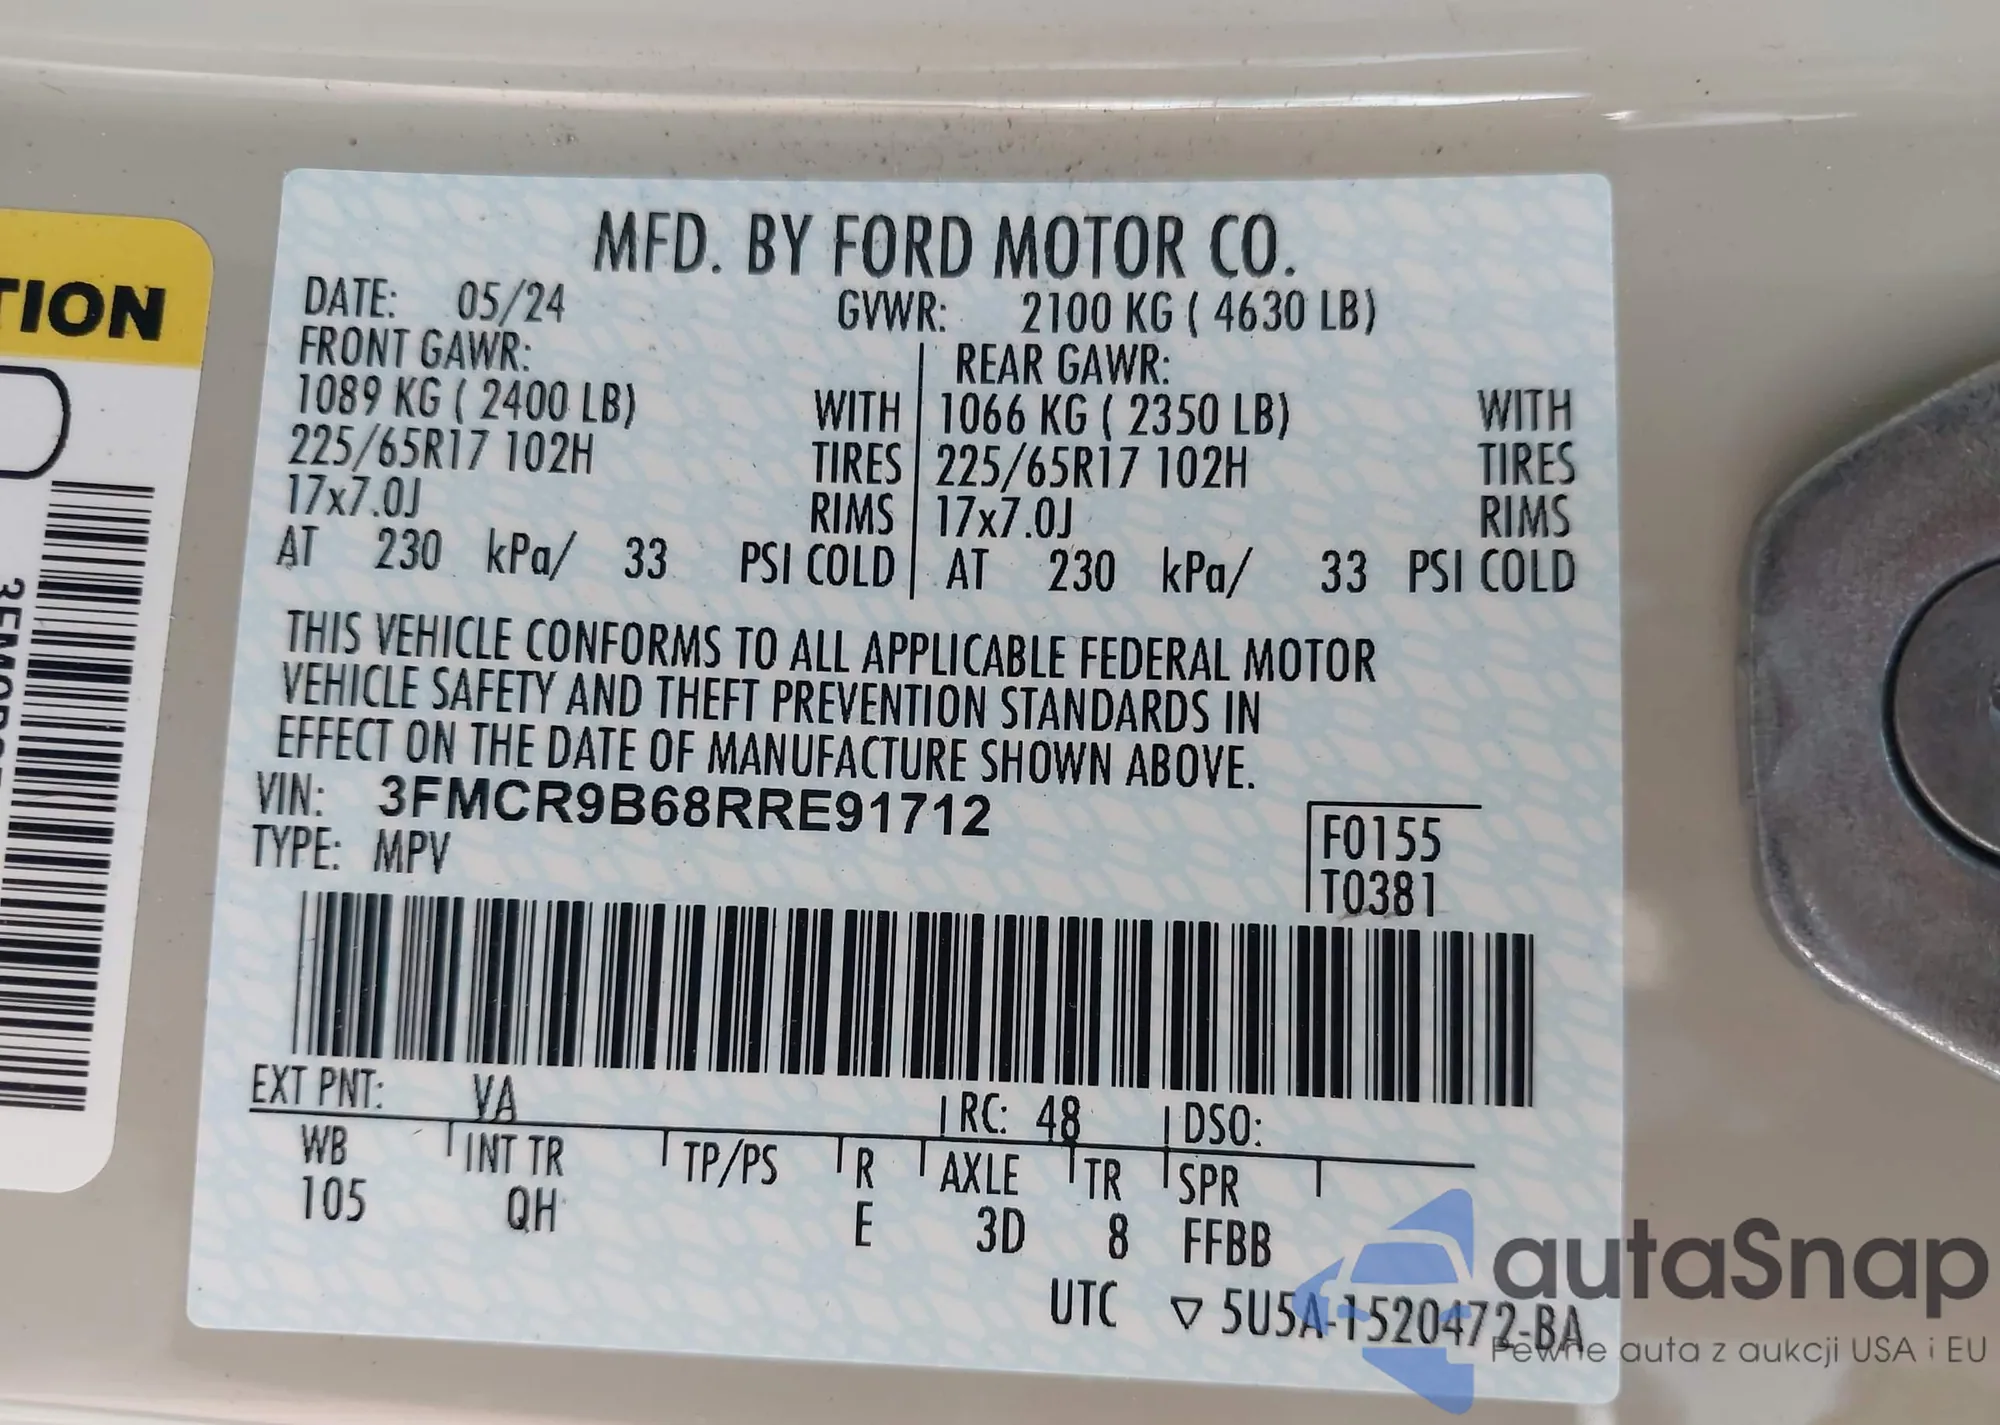 TION
MFD. BY FORD MOTOR CO.
DATE: 05/24 GVWR: 2100 KG ( 4630 LB)
FRONT GAWR: REAR GAWR:
1089 KG ( 2400 LB) WITH 1066 KG ( 2350 LB) WITH
225/65R17 102H TIRES 225/65R17 102H TIRES
17x7.0J RIMS 17x7.0J RIMS
AT 230 kPa/ 33 PSI COLD AT 230 kPa/ 33 PSI COLD
THIS VEHICLE CONFORMS TO ALL APPLICABLE FEDERAL MOTOR
VEHICLE SAFETY AND THEFT PREVENTION STANDARDS IN
EFFECT ON THE DATE OF MANUFACTURE SHOWN ABOVE.
VIN: 3FMCR9B68RRE91712
TYPE: MPV
F0155
T0381
EXT PNT: VA RC: 48 DSO:
WB INT TR TP/PS R AXLE TR SPR
105 QH E 3D 8 FFBB
UTC ▽ 5U5A-1520472-BA
autaSnap
Pewne auta z aukcji USA i EU